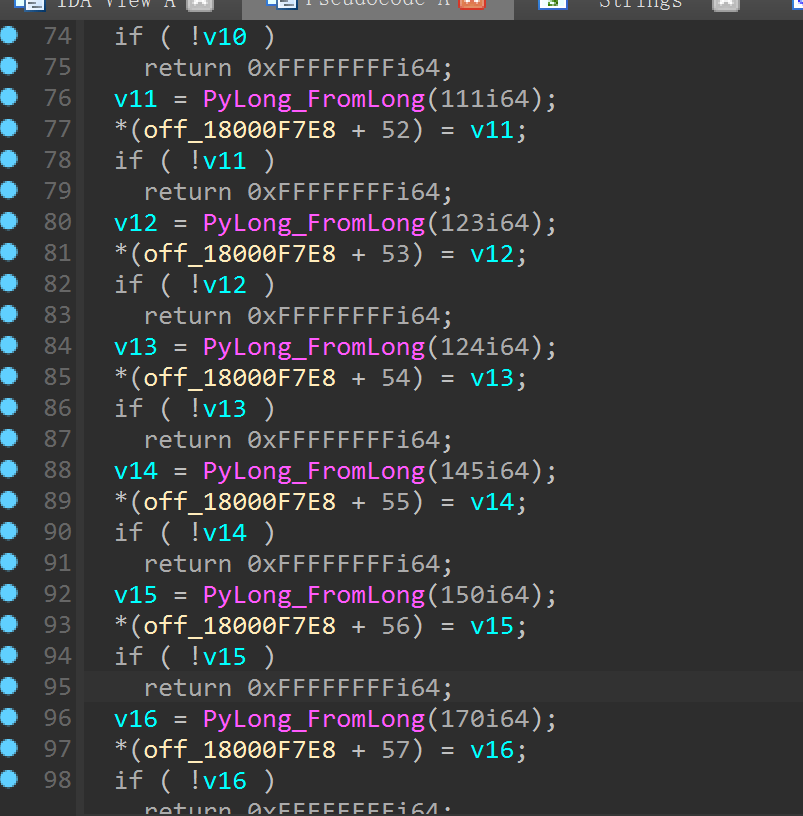 IDA View A Pseudocode A Strings
74 if ( !v10 )
75 return 0xFFFFFFFFi64;
76 v11 = PyLong_FromLong(111i64);
77 *(off_18000F7E8 + 52) = v11;
78 if ( !v11 )
79 return 0xFFFFFFFFi64;
80 v12 = PyLong_FromLong(123i64);
81 *(off_18000F7E8 + 53) = v12;
82 if ( !v12 )
83 return 0xFFFFFFFFi64;
84 v13 = PyLong_FromLong(124i64);
85 *(off_18000F7E8 + 54) = v13;
86 if ( !v13 )
87 return 0xFFFFFFFFi64;
88 v14 = PyLong_FromLong(145i64);
89 *(off_18000F7E8 + 55) = v14;
90 if ( !v14 )
91 return 0xFFFFFFFFi64;
92 v15 = PyLong_FromLong(150i64);
93 *(off_18000F7E8 + 56) = v15;
94 if ( !v15 )
95 return 0xFFFFFFFFi64;
96 v16 = PyLong_FromLong(170i64);
97 *(off_18000F7E8 + 57) = v16;
98 if ( !v16 )
return 0xFFFFFFFFi64;